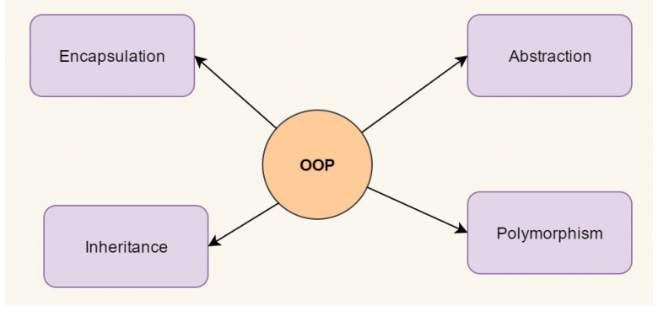 Encapsulation
Abstraction
OOP
Inheritance
Polymorphism